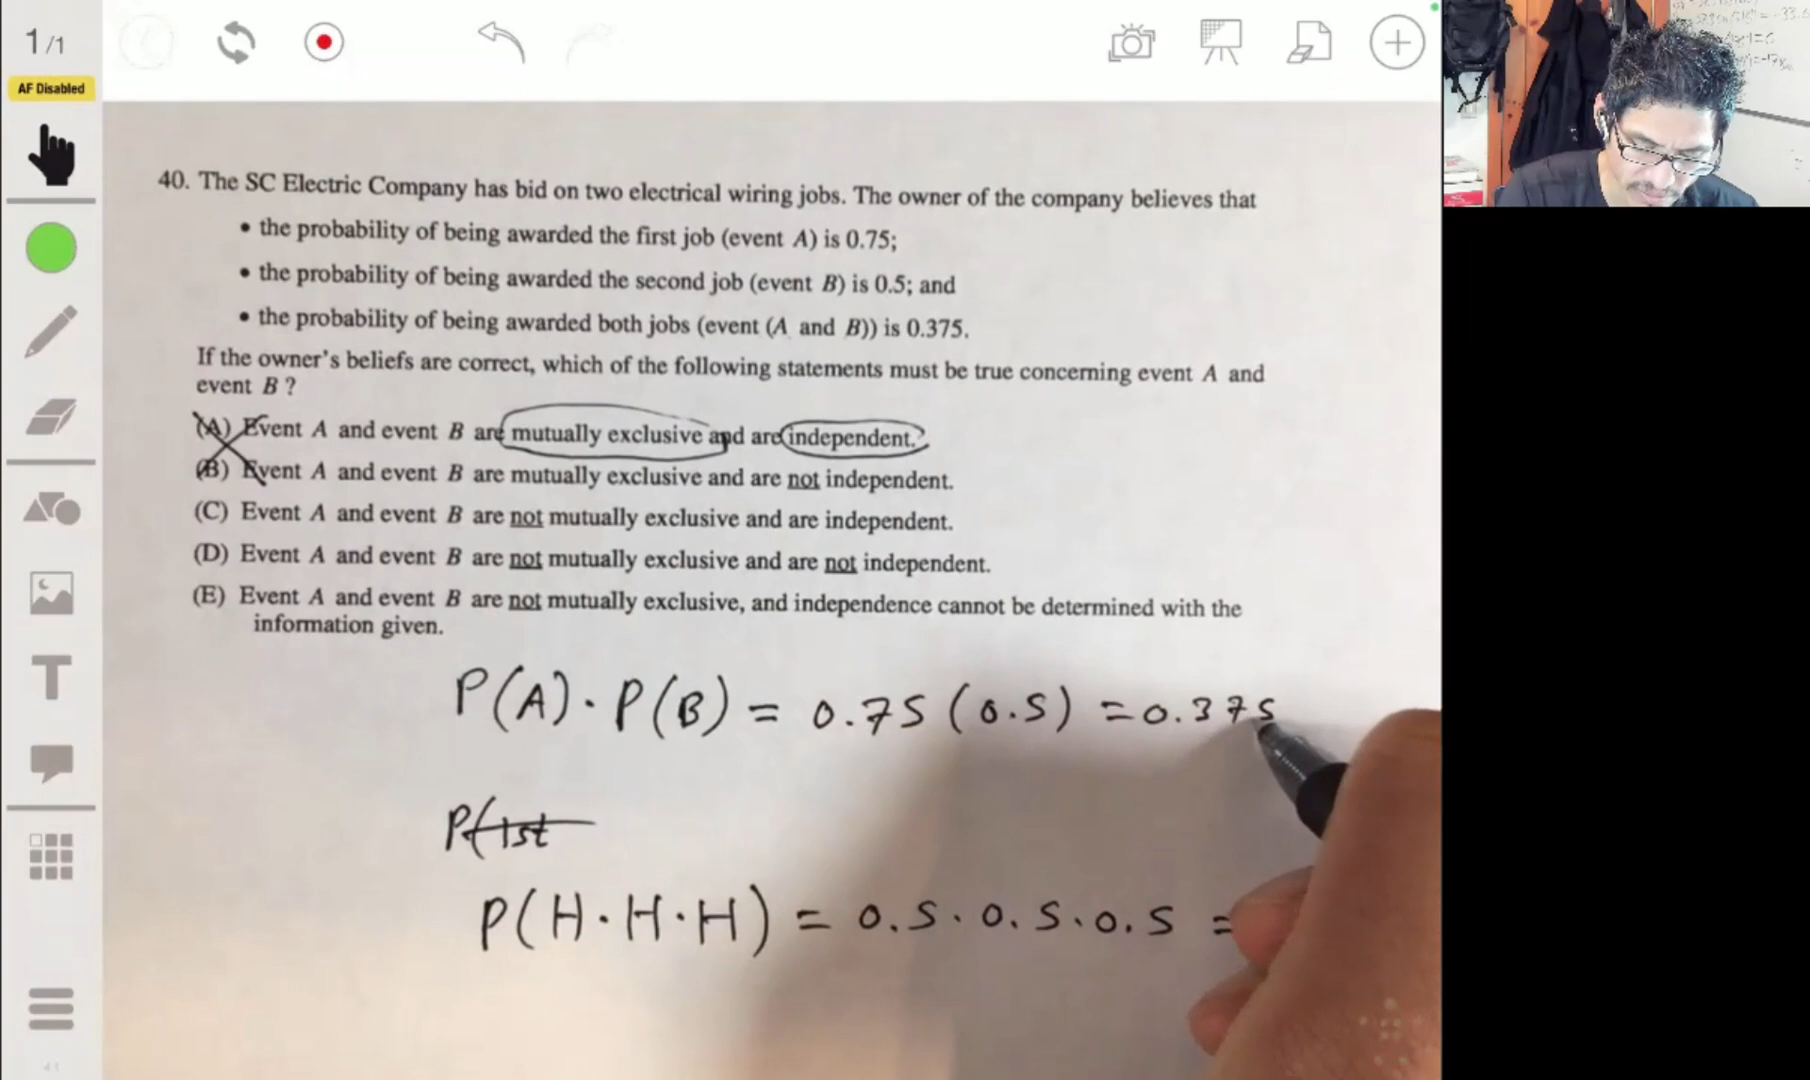 1/1
AF Disabled
40. The SC Electric Company has bid on two electrical wiring jobs. The owner of the company believes that
• the probability of being awarded the first job (event A) is 0.75;
• the probability of being awarded the second job (event B) is 0.5; and
• the probability of being awarded both jobs (event (A and B)) is 0.375.
If the owner's beliefs are correct, which of the following statements must be true concerning event A and
event B ?
(A) Event A and event B are mutually exclusive and are independent.
(B) Event A and event B are mutually exclusive and are not independent.
(C) Event A and event B are not mutually exclusive and are independent.
(D) Event A and event B are not mutually exclusive and are not independent.
(E) Event A and event B are not mutually exclusive, and independence cannot be determined with the
information given.
P(A) · P(B) = 0.75 (0.5) = 0.375
P(1st
P(H·H·H) = 0.5 · 0.5 · 0.5 =
T